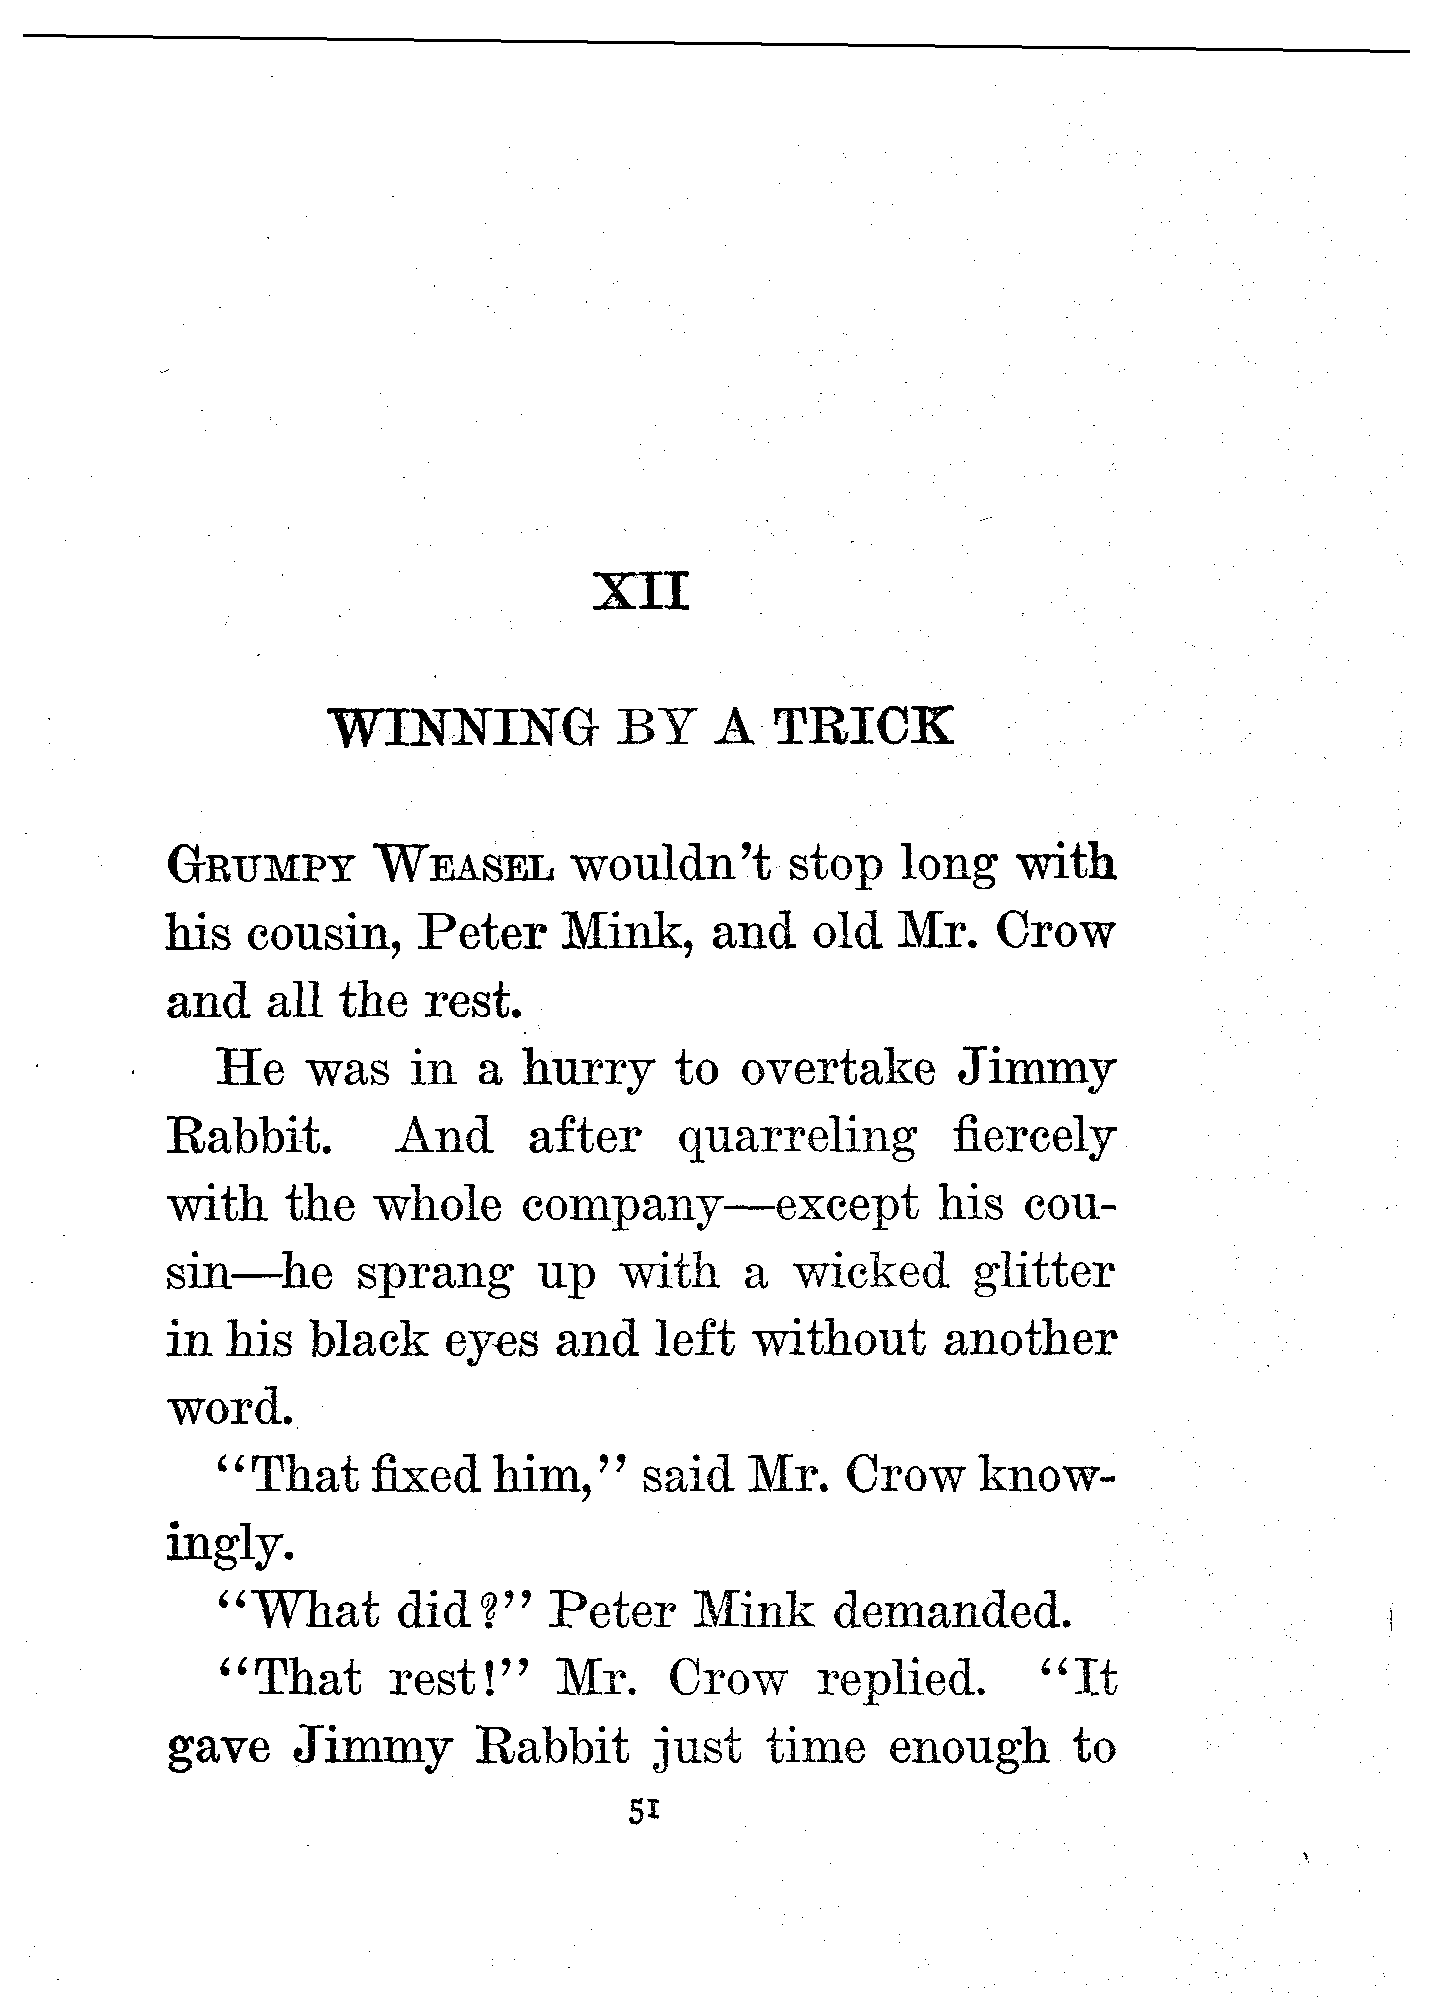 XII
WINNING BY A TRICK
GRUMPY WEASEL wouldn't stop long with
his cousin, Peter Mink, and old Mr. Crow
and all the rest.
He was in a hurry to overtake Jimmy
Rabbit. And after quarreling fiercely
with the whole company—except his cou-
sin—he sprang up with a wicked glitter
in his black eyes and left without another
word.
"That fixed him," said Mr. Crow know-
ingly.
"What did?" Peter Mink demanded.
"That rest!" Mr. Crow replied. "It
gave Jimmy Rabbit just time enough to
51